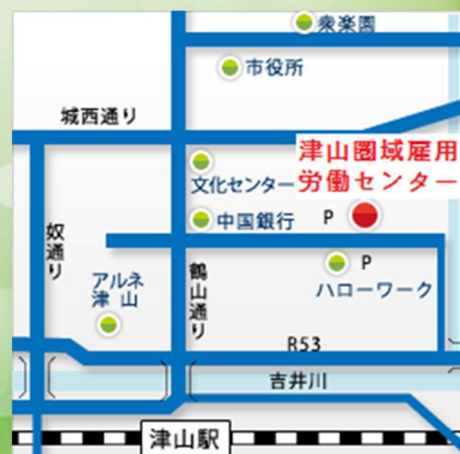 衆楽園
市役所
城西通り
津山圏域雇用
労働センター
文化センター
中国銀行
P
奴通り
鶴山通り
アルネ
津山
P
ハローワーク
R53
吉井川
津山駅